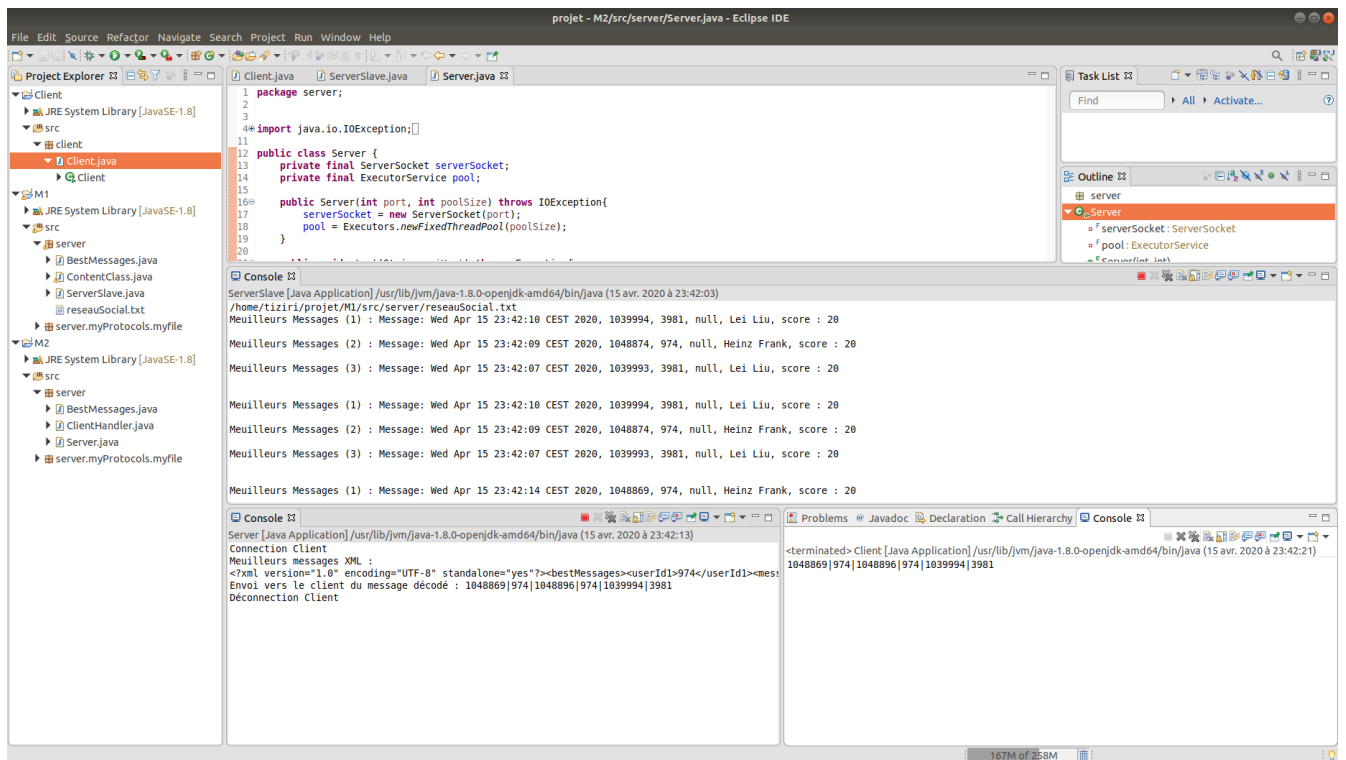 projet - M2/src/server/Server.java - Eclipse IDE
File Edit Source Refactor Navigate Search Project Run Window Help
Project Explorer
Client
JRE System Library [JavaSE-1.8]
src
client
Client.java
Client
M1
JRE System Library [JavaSE-1.8]
src
server
BestMessages.java
ContentClass.java
ServerSlave.java
reseauSocial.txt
server.myProtocols.myfile
M2
JRE System Library [JavaSE-1.8]
src
server
BestMessages.java
ClientHandler.java
Server.java
server.myProtocols.myfile
Client.java ServerSlave.java Server.java
1 package server;
2
3
4 import java.io.IOException;
11
12 public class Server {
13 private final ServerSocket serverSocket;
14 private final ExecutorService pool;
15
16 public Server(int port, int poolSize) throws IOException{
17 serverSocket = new ServerSocket(port);
18 pool = Executors.newFixedThreadPool(poolSize);
19 }
20
Task List
Find All Activate...
Outline
server
Server
serverSocket : ServerSocket
pool : ExecutorService
Server(int, int)
Console
ServerSlave [Java Application] /usr/lib/jvm/java-1.8.0-openjdk-amd64/bin/java (15 avr. 2020 à 23:42:03)
/home/tiziri/projet/M1/src/server/reseauSocial.txt
Meuilleurs Messages (1) : Message: Wed Apr 15 23:42:10 CEST 2020, 1039994, 3981, null, Lei Liu, score : 20
Meuilleurs Messages (2) : Message: Wed Apr 15 23:42:09 CEST 2020, 1048874, 974, null, Heinz Frank, score : 20
Meuilleurs Messages (3) : Message: Wed Apr 15 23:42:07 CEST 2020, 1039993, 3981, null, Lei Liu, score : 20
Meuilleurs Messages (1) : Message: Wed Apr 15 23:42:10 CEST 2020, 1039994, 3981, null, Lei Liu, score : 20
Meuilleurs Messages (2) : Message: Wed Apr 15 23:42:09 CEST 2020, 1048874, 974, null, Heinz Frank, score : 20
Meuilleurs Messages (3) : Message: Wed Apr 15 23:42:07 CEST 2020, 1039993, 3981, null, Lei Liu, score : 20
Meuilleurs Messages (1) : Message: Wed Apr 15 23:42:14 CEST 2020, 1048869, 974, null, Heinz Frank, score : 20
Console
Server [Java Application] /usr/lib/jvm/java-1.8.0-openjdk-amd64/bin/java (15 avr. 2020 à 23:42:13)
Connection Client
Meuilleurs messages XML :
<?xml version="1.0" encoding="UTF-8" standalone="yes"?><bestMessages><userId1>974</userId1><mess
Envoi vers le client du message décodé : 1048869|974|1048896|974|1039994|3981
Déconnection Client
Problems Javadoc Declaration Call Hierarchy Console
<terminated> Client [Java Application] /usr/lib/jvm/java-1.8.0-openjdk-amd64/bin/java (15 avr. 2020 à 23:42:21)
1048869|974|1048896|974|1039994|3981
167M of 258M